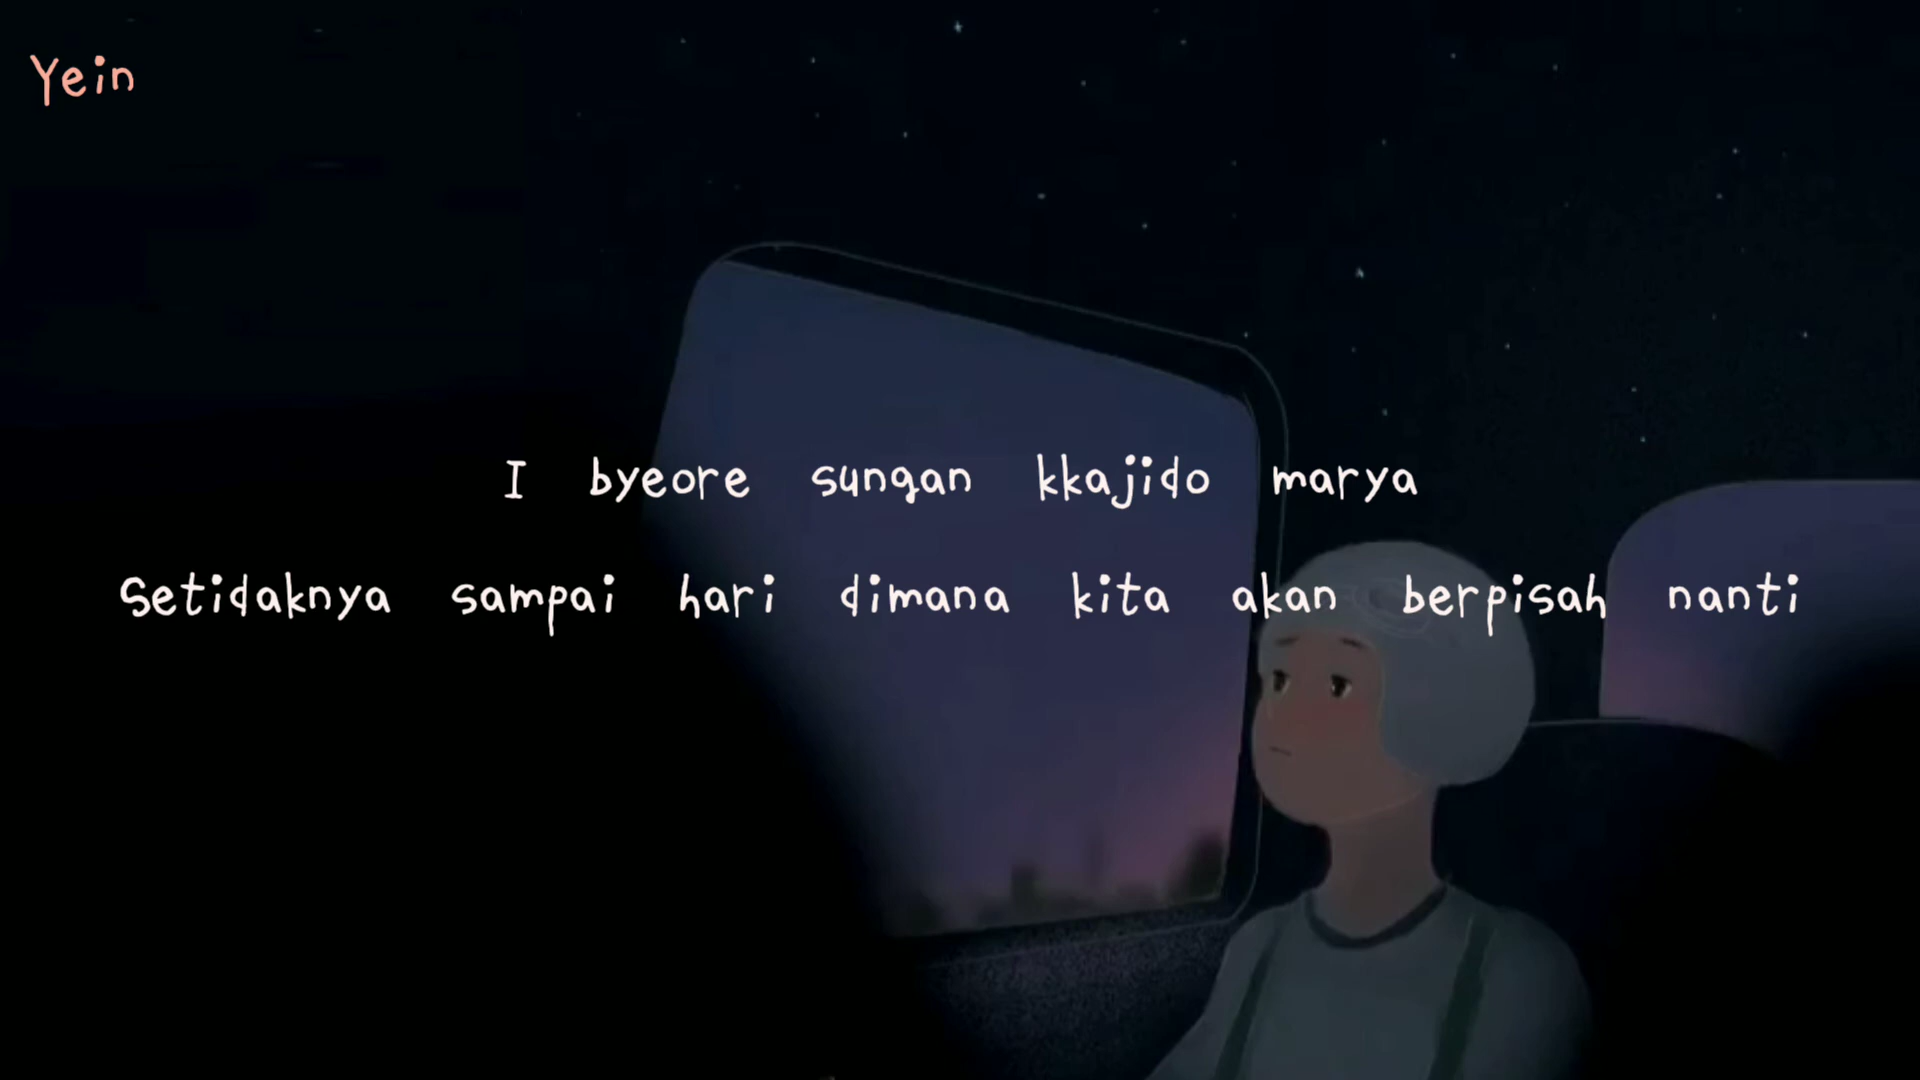 Yein
I byeore sungan kkajido marya
Setidaknya sampai hari dimana kita akan berpisah nanti